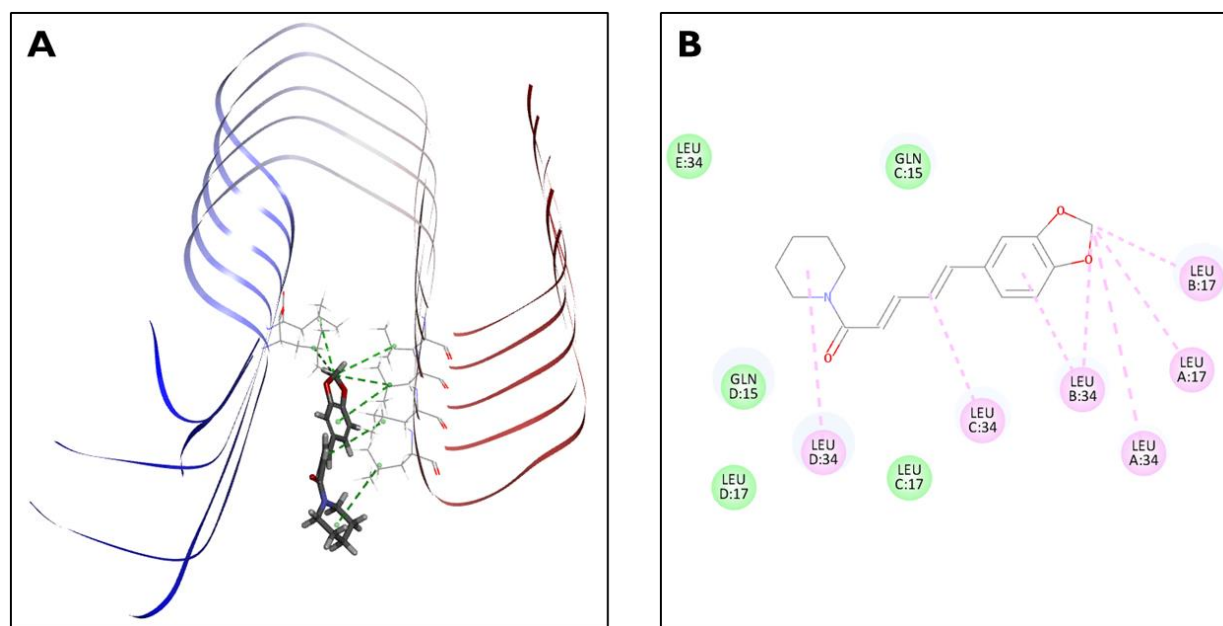 A
B
LEU
E:34
GLN
C:15
O
O
N
O
LEU
B:17
LEU
A:17
GLN
D:15
LEU
B:34
LEU
C:34
LEU
D:34
LEU
A:34
LEU
D:17
LEU
C:17